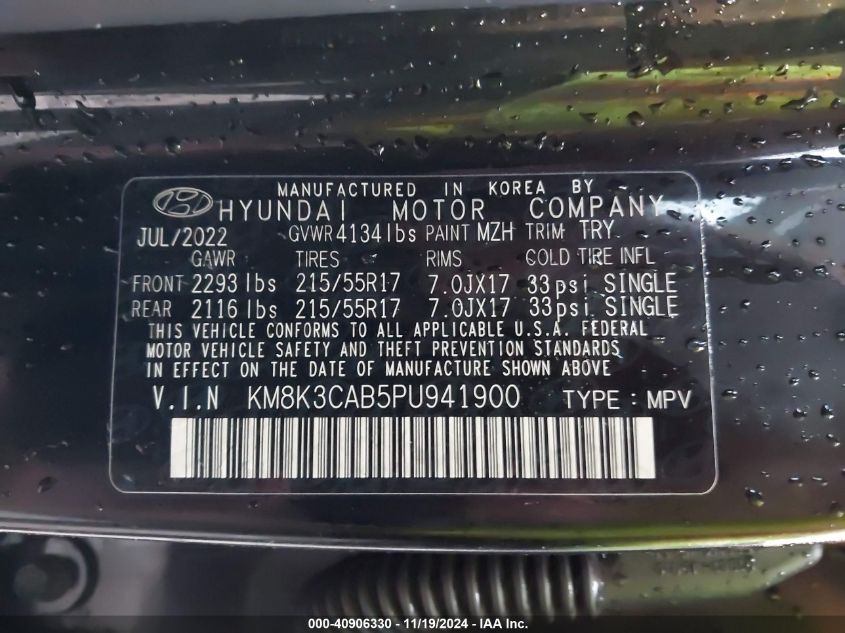 MANUFACTURED IN KOREA BY
HYUNDAI MOTOR COMPANY
JUL/2022 GVWR 4134lbs PAINT MZH TRIM TRY
GAWR TIRES RIMS COLD TIRE INFL
FRONT 2293 lbs 215/55R17 7.0JX17 33psi SINGLE
REAR 2116 lbs 215/55R17 7.0JX17 33psi SINGLE
THIS VEHICLE CONFORMS TO ALL APPLICABLE U.S.A. FEDERAL
MOTOR VEHICLE SAFETY AND THEFT PREVENTION STANDARDS
IN EFFECT ON THE DATE OF MANUFACTURE SHOWN ABOVE
V.I.N KM8K3CAB5PU941900 TYPE : MPV
000-40906330 - 11/19/2024 - IAA Inc.